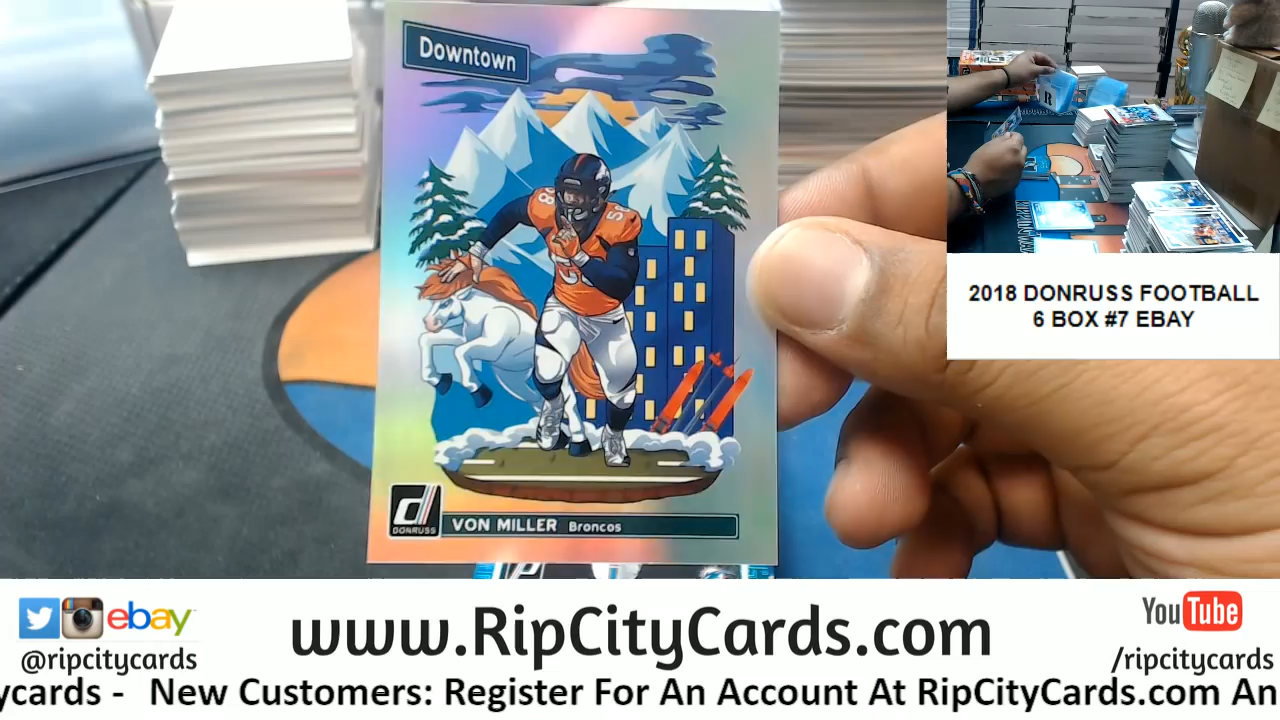 Downtown
58
5
DONRUSS
VON MILLER Broncos
2018 DONRUSS FOOTBALL
6 BOX #7 EBAY
ebay
@ripcitycards
www.RipCityCards.com
YouTube
/ripcitycards
ycards - New Customers: Register For An Account At RipCityCards.com An